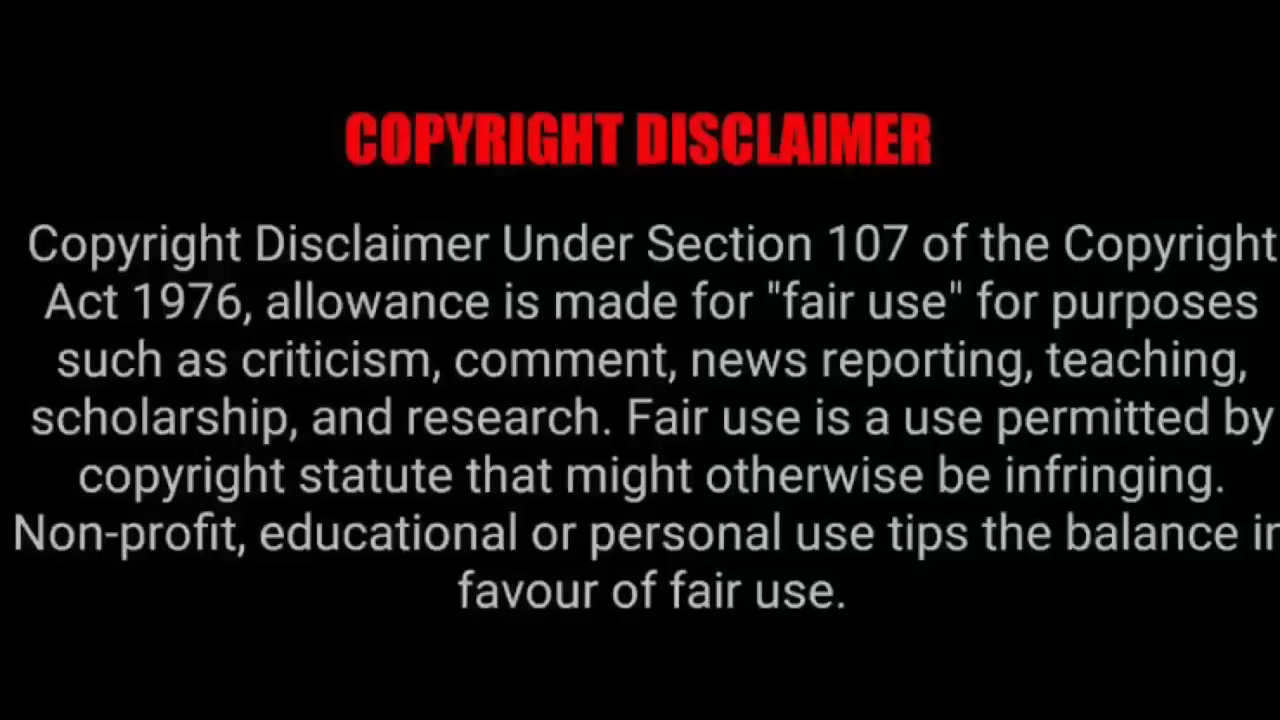 COPYRIGHT DISCLAIMER
Copyright Disclaimer Under Section 107 of the Copyright
Act 1976, allowance is made for "fair use" for purposes
such as criticism, comment, news reporting, teaching,
scholarship, and research. Fair use is a use permitted by
copyright statute that might otherwise be infringing.
Non-profit, educational or personal use tips the balance in
favour of fair use.